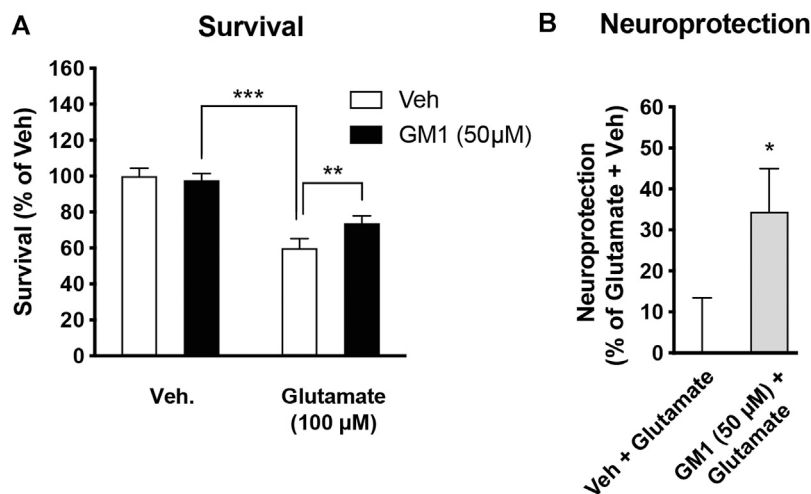 A
Survival
Survival (% of Veh)
160
140
120
100
80
60
40
20
0
***
**
Veh
GM1 (50µM)
Veh.
Glutamate
(100 µM)
B
Neuroprotection
Neuroprotection
(% of Glutamate + Veh)
60
50
40
30
20
10
0
*
Veh + Glutamate
GM1 (50 µM) +
Glutamate